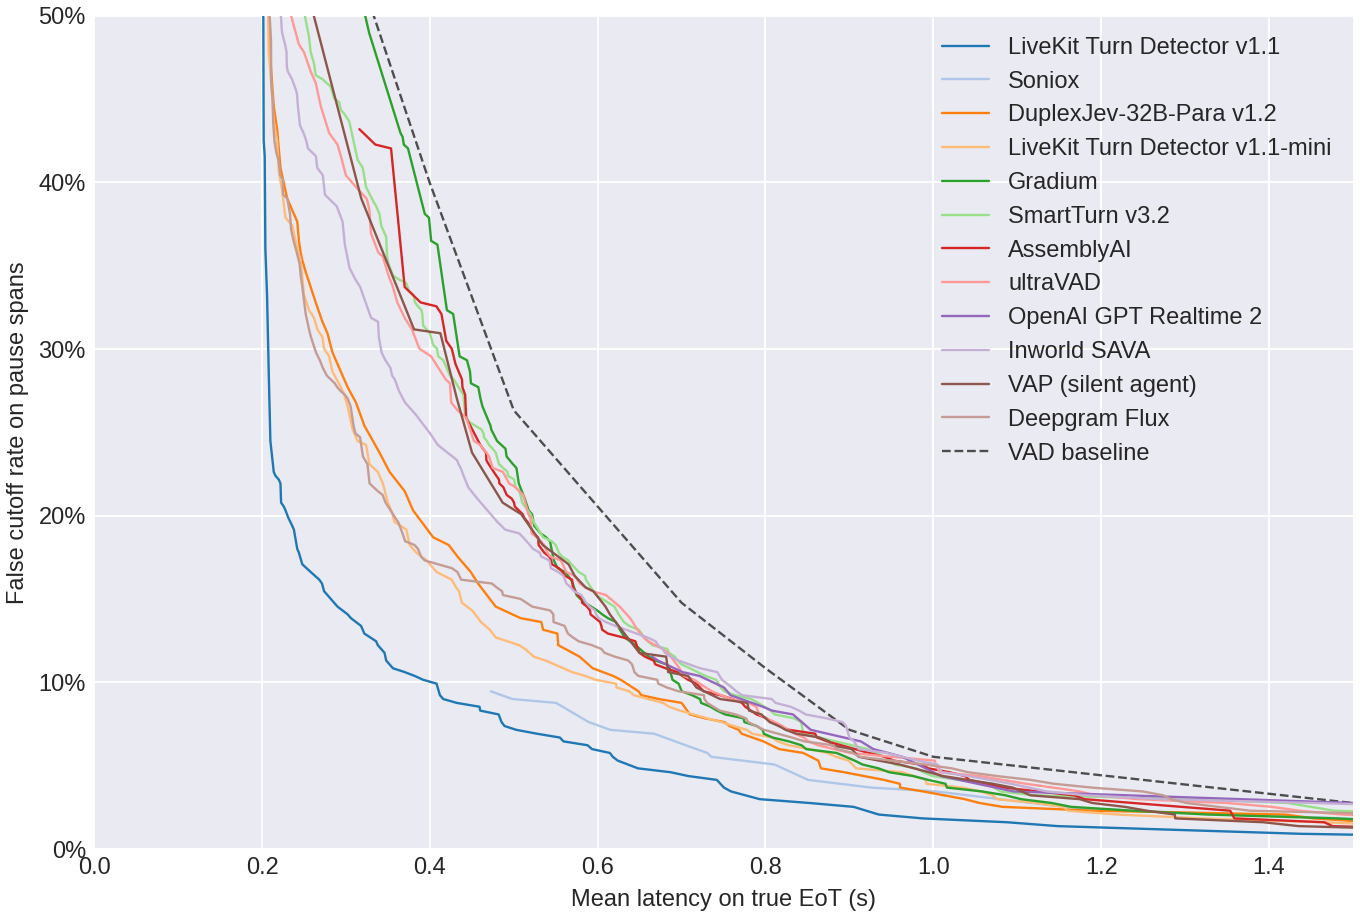 50%
40%
30%
20%
10%
0%
False cutoff rate on pause spans
LiveKit Turn Detector v1.1
Soniox
DuplexJev-32B-Para v1.2
LiveKit Turn Detector v1.1-mini
Gradium
SmartTurn v3.2
AssemblyAI
ultraVAD
OpenAI GPT Realtime 2
Inworld SAVA
VAP (silent agent)
Deepgram Flux
VAD baseline
0.0 0.2 0.4 0.6 0.8 1.0 1.2 1.4
Mean latency on true EoT (s)